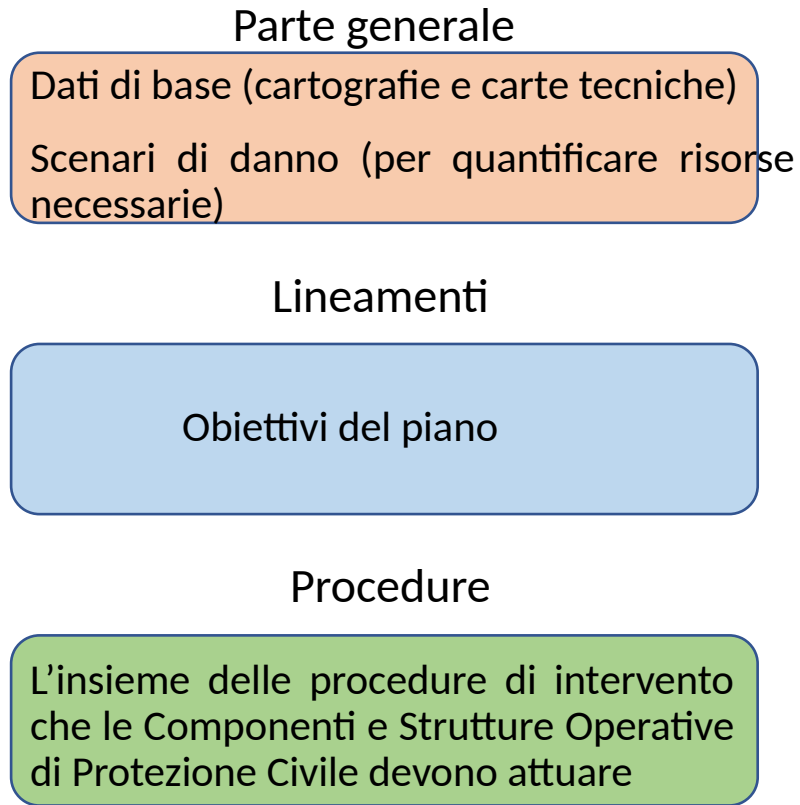 Parte generale
Dati di base (cartografie e carte tecniche)
Scenari di danno (per quantificare risorse
necessarie)
Lineamenti
Obiettivi del piano
Procedure
L’insieme delle procedure di intervento
che le Componenti e Strutture Operative
di Protezione Civile devono attuare